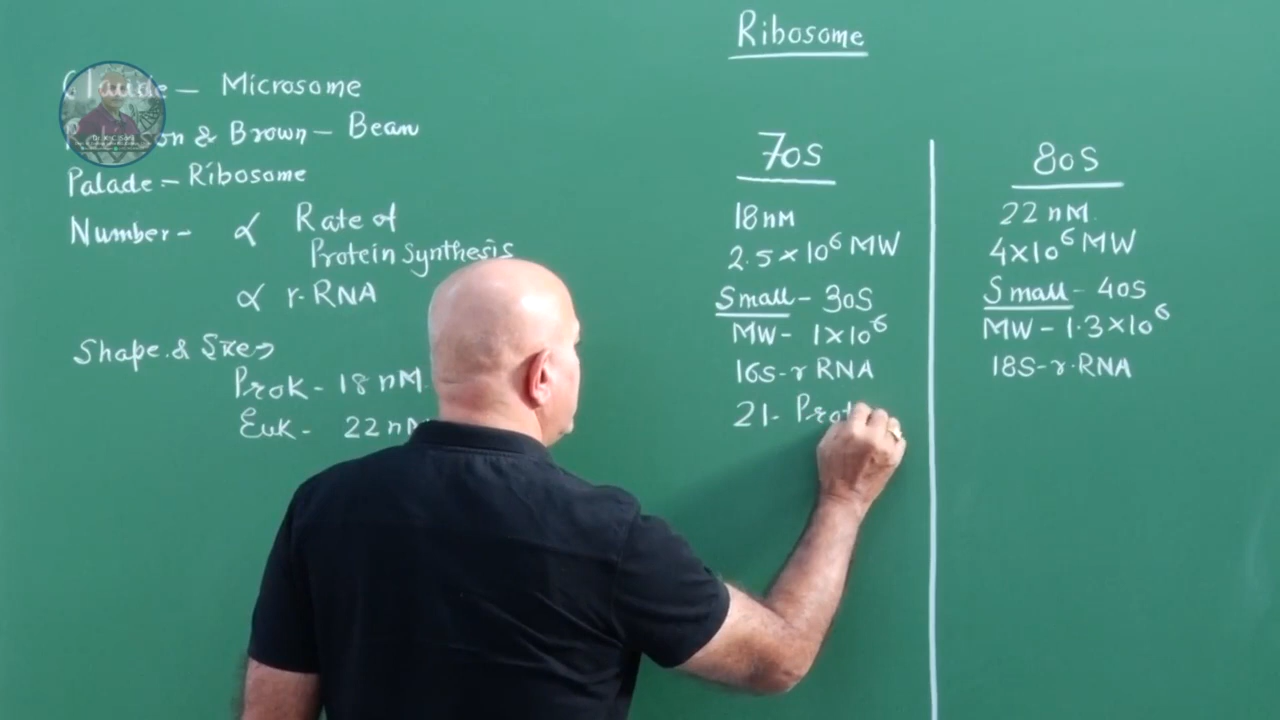 Ribosome
Claude - Microsome
& Brown - Bean
Palade - Ribosome
Number - ∝ Rate of
Protein synthesis
∝ r-RNA
Shape & Size →
Prok - 18 nM.
Euk - 22 nM
70S
18 nM
2.5 × 10⁶ MW
Small - 30S
MW - 1×10⁶
16S-r RNA
21- Prot
80S
22 nM.
4×10⁶ MW
Small - 40S
MW - 1.3×10⁶
18S-r.RNA